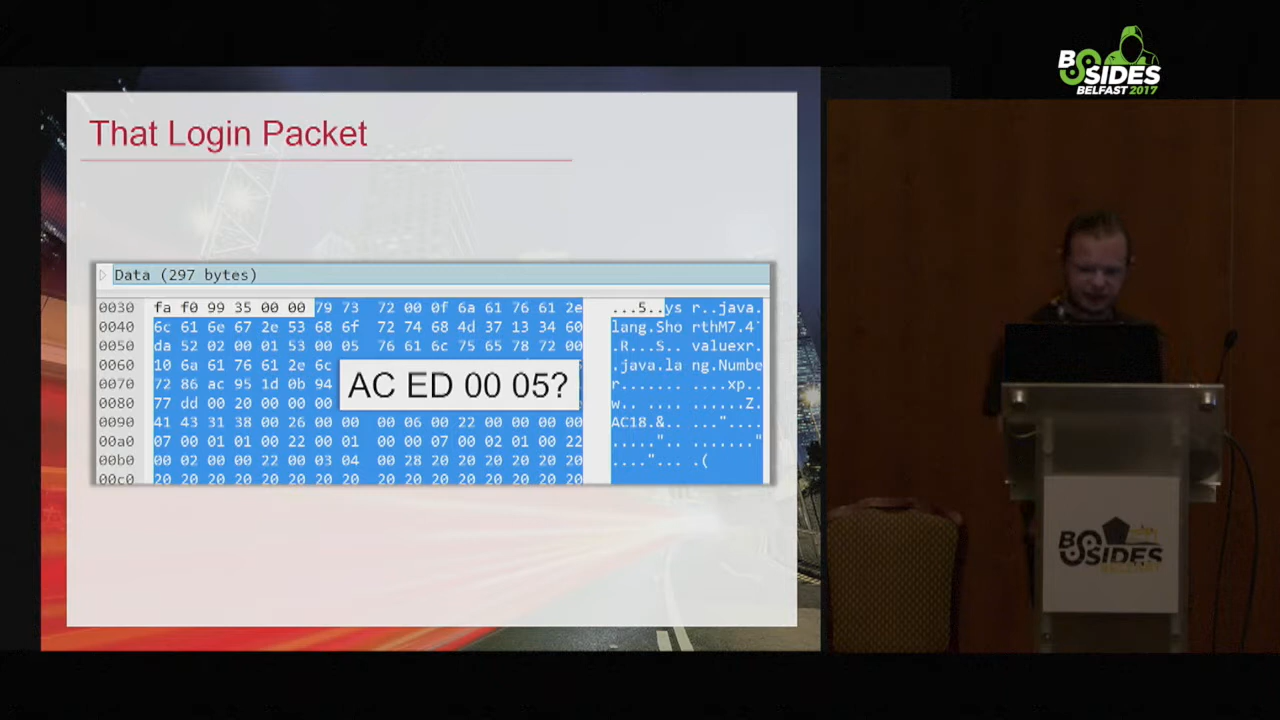 BSIDES
BELFAST 2017
That Login Packet
Data (297 bytes)
0030 fa f0 99 35 00 00 79 73 72 00 0f 6a 61 76 61 2e ...5..ys r..java.
0040 6c 61 6e 67 2e 53 68 6f 72 74 68 4d 37 13 34 60 lang.Sho rthM7.4`
0050 da 52 02 00 01 53 00 05 76 61 6c 75 65 78 72 00 .R...S.. valuexr.
0060 10 6a 61 76 61 2e 6c .java.la ng.Numbe
0070 72 86 ac 95 1d 0b 94 r....... ....xp..
AC ED 00 05?
0080 77 dd 00 20 00 00 00 w.. .... ......Z.
0090 41 43 31 38 00 26 00 00 00 06 00 22 00 00 00 00 AC18.&.. ..."....
00a0 07 00 01 01 00 22 00 01 00 00 07 00 02 01 00 22 ....."..  ......."
00b0 00 02 00 00 22 00 03 04 00 28 20 20 20 20 20 20 ...."... .(
00c0 20 20 20 20 20 20 20 20 20 20 20 20 20 20 20 20
BSIDES